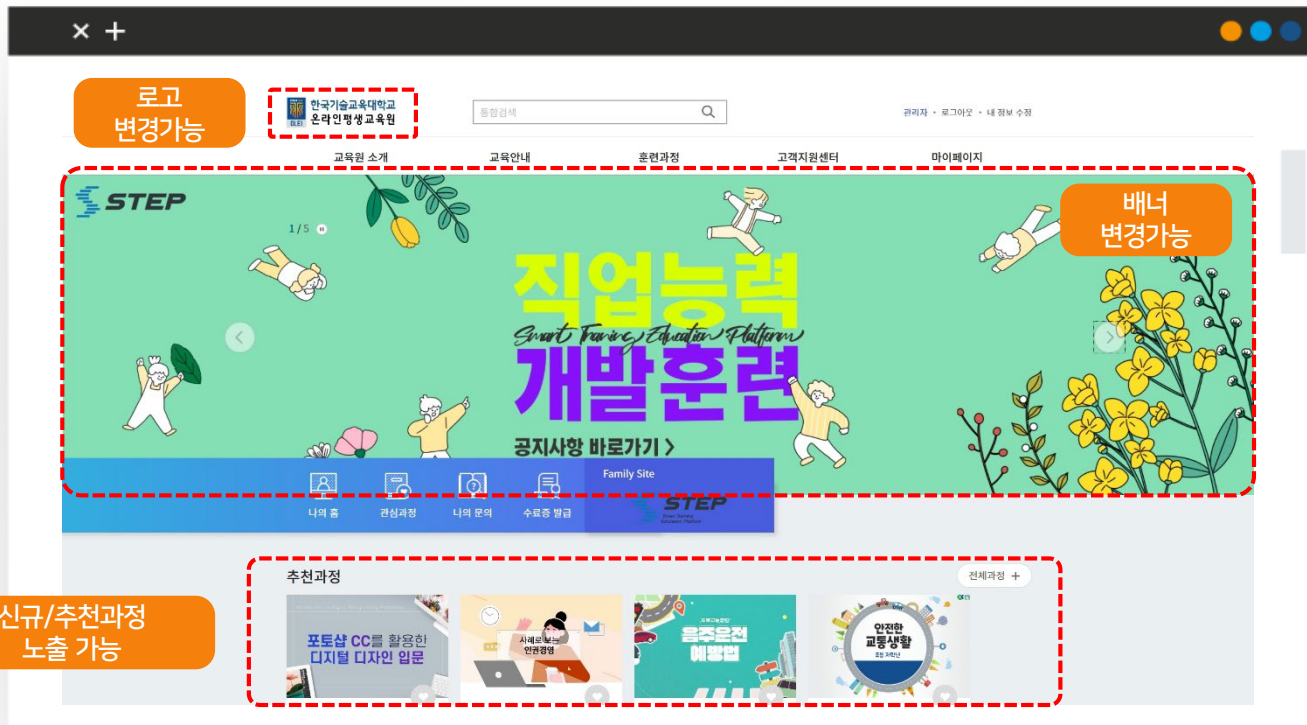 로고
변경가능
한국기술교육대학교
온라인평생교육원
OLEI
통합검색
관리자 • 로그아웃 • 내 정보 수정
교육원 소개
교육안내
훈련과정
고객지원센터
마이페이지
STEP
배너
변경가능
1/5
직업능력
Smart Traning Education Platform
개발훈련
공지사항 바로가기 〉
나의 홈
관심과정
나의 문의
수료증 발급
Family Site
STEP
Smart Training
Education Platform
추천과정
전체과정 +
신규/추천과정
노출 가능
포토샵 CC를 활용한
디지털 디자인 입문
사례로 보는
인권경영
음주운전
예방법
안전한
교통생활